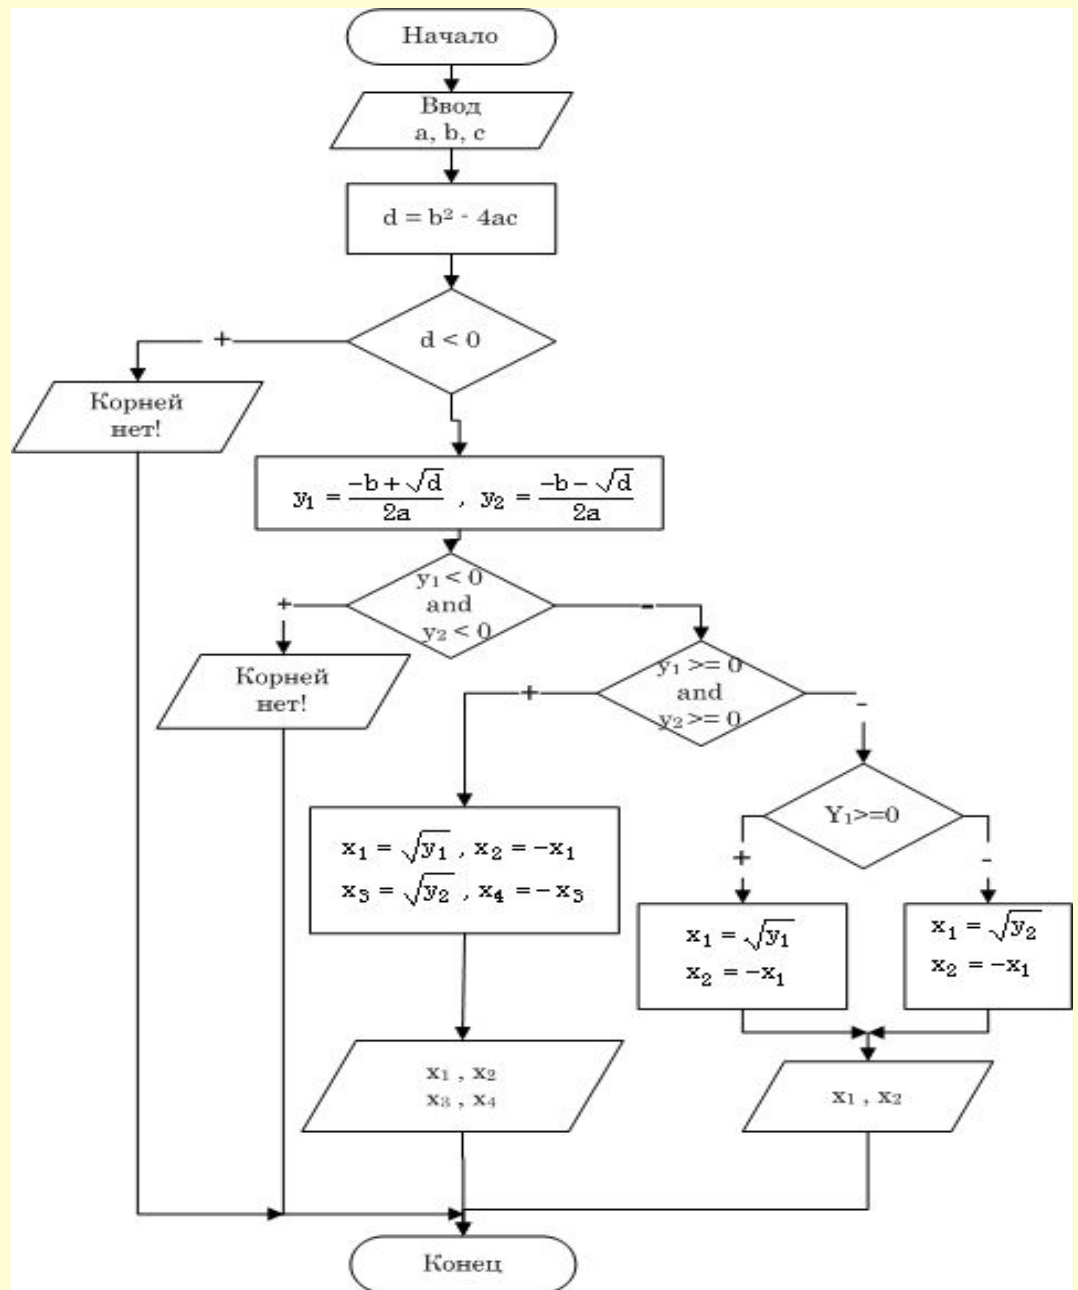 Начало
Ввод
a, b, c
d = b² - 4ac
d < 0
+
Корней
нет!
y₁ = (-b + √d)/2a , y₂ = (-b - √d)/2a
y₁ < 0
and
y₂ < 0
+
-
Корней
нет!
y₁ >= 0
and
y₂ >= 0
+
-
Y₁>=0
+
-
x₁ = √y₁ , x₂ = -x₁
x₃ = √y₂ , x₄ = -x₃
x₁ = √y₁
x₂ = -x₁
x₁ = √y₂
x₂ = -x₁
x₁ , x₂
x₃ , x₄
x₁ , x₂
Конец